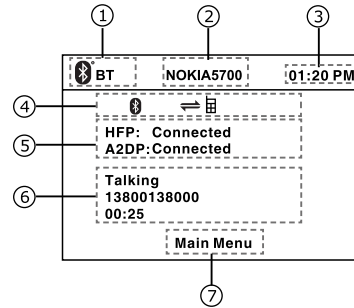 ① ② ③
BT NOKIA5700 01:20 PM
④
⑤ HFP: Connected
A2DP: Connected
⑥ Talking
13800138000
00:25
Main Menu
⑦